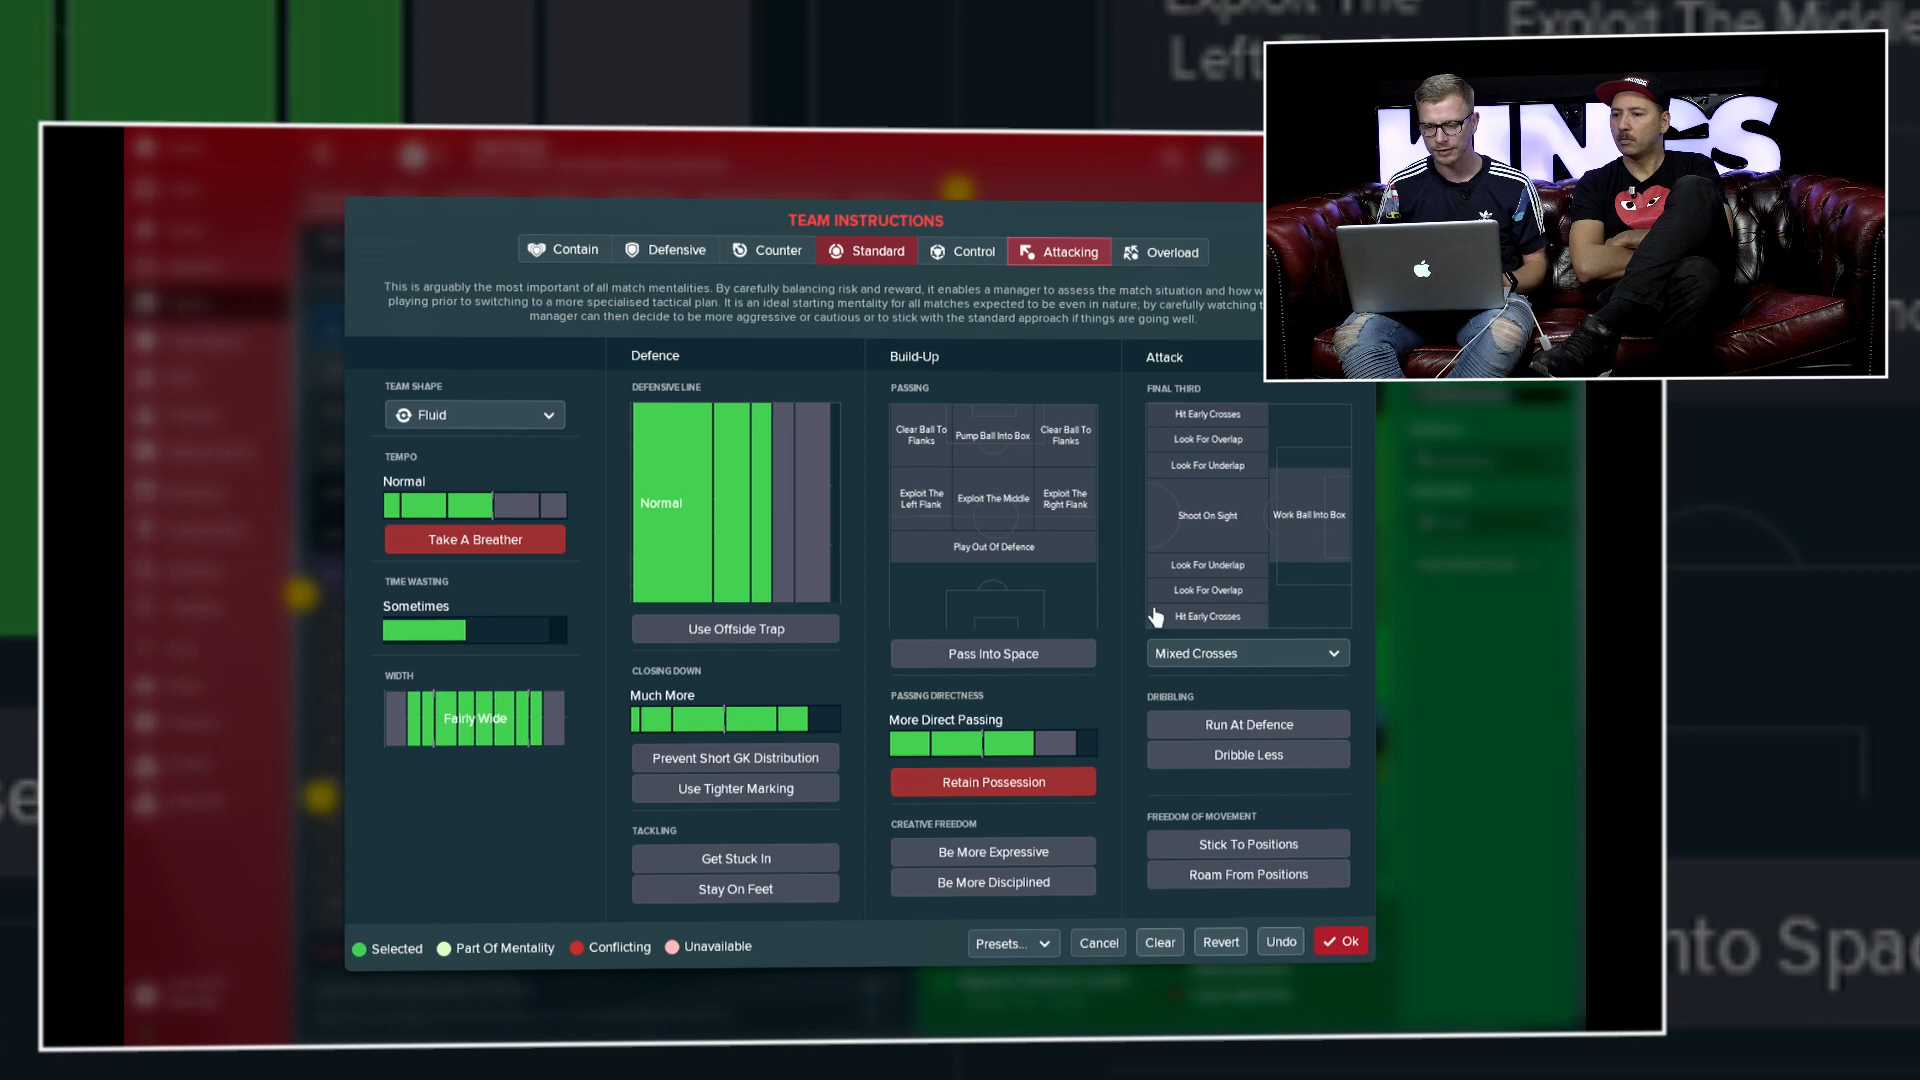 Exploit The
Left Flank
Exploit The Middle
KINGS
TEAM INSTRUCTIONS
Contain
Defensive
Counter
Standard
Control
Attacking
Overload
This is arguably the most important of all match mentalities. By carefully balancing risk and reward, it enables a manager to assess the match situation and how w
playing prior to switching to a more specialised tactical plan. It is an ideal starting mentality for all matches expected to be even in nature; by carefully watching t
manager can then decide to be more aggressive or cautious or to stick with the standard approach if things are going well.
TEAM SHAPE
Fluid
TEMPO
Normal
Take A Breather
TIME WASTING
Sometimes
WIDTH
Fairly Wide
Defence
DEFENSIVE LINE
Normal
Use Offside Trap
CLOSING DOWN
Much More
Prevent Short GK Distribution
Use Tighter Marking
TACKLING
Get Stuck In
Stay On Feet
Build-Up
PASSING
Clear Ball To
Flanks
Pump Ball Into Box
Clear Ball To
Flanks
Exploit The
Left Flank
Exploit The Middle
Exploit The
Right Flank
Play Out Of Defence
Pass Into Space
PASSING DIRECTNESS
More Direct Passing
Retain Possession
CREATIVE FREEDOM
Be More Expressive
Be More Disciplined
Attack
FINAL THIRD
Hit Early Crosses
Look For Overlap
Look For Underlap
Shoot On Sight
Work Ball Into Box
Look For Underlap
Look For Overlap
Hit Early Crosses
Mixed Crosses
DRIBBLING
Run At Defence
Dribble Less
FREEDOM OF MOVEMENT
Stick To Positions
Roam From Positions
Selected
Part Of Mentality
Conflicting
Unavailable
Presets...
Cancel
Clear
Revert
Undo
Ok
nto Spac